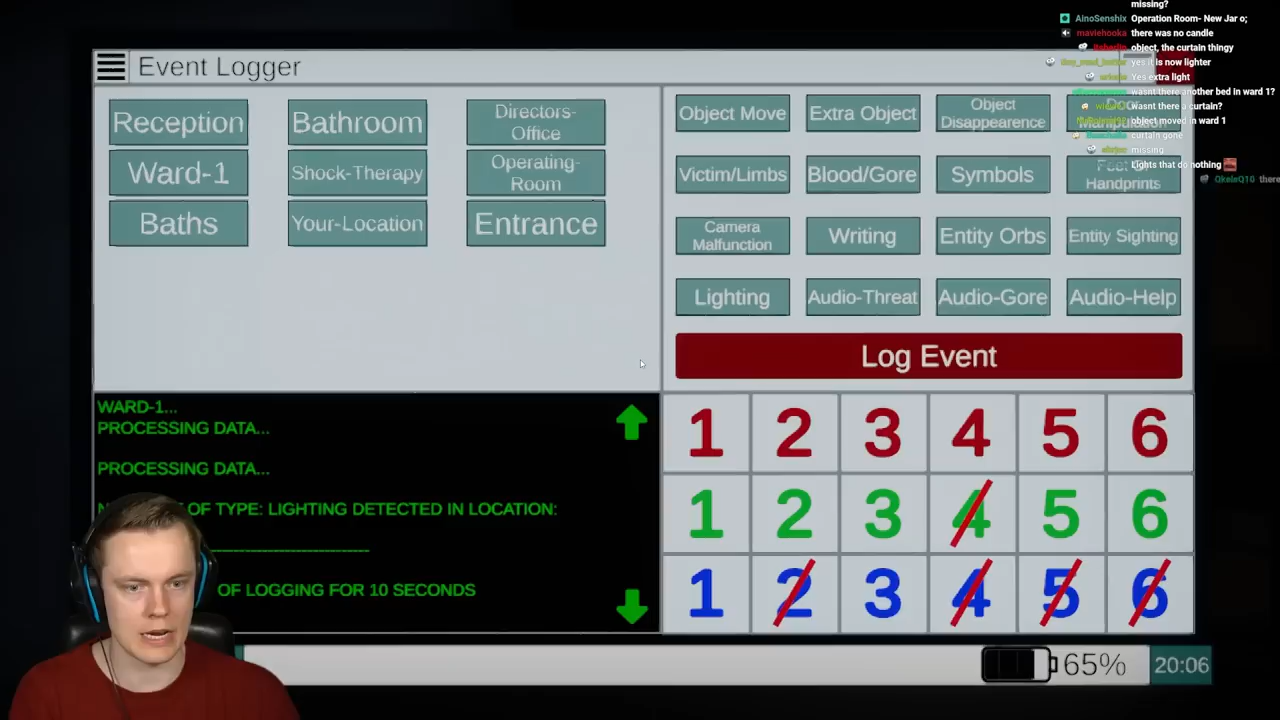 missing?
AinoSenshix Operation Room- New Jar o;
maviehooka there was no candle
object, the curtain thingy
yes it is now lighter
Yes extra light
wasnt there another bed in ward 1?
wasnt there a curtain?
object moved in ward 1
curtain gone
missing
Lights that do nothing
QkeleQ10 there
Event Logger
Reception Bathroom Directors-
Office
Ward-1 Shock-Therapy Operating-
Room
Baths Your-Location Entrance
Object Move Extra Object Object
Disappearence
Victim/Limbs Blood/Gore Symbols
Handprints
Camera
Malfunction Writing Entity Orbs Entity Sighting
Lighting Audio-Threat Audio-Gore Audio-Help
Log Event
WARD-1...
PROCESSING DATA...
PROCESSING DATA...
OF TYPE: LIGHTING DETECTED IN LOCATION:
OF LOGGING FOR 10 SECONDS
1 2 3 4 5 6
1 2 3 4 5 6
1 2 3 4 5 6
65% 20:06